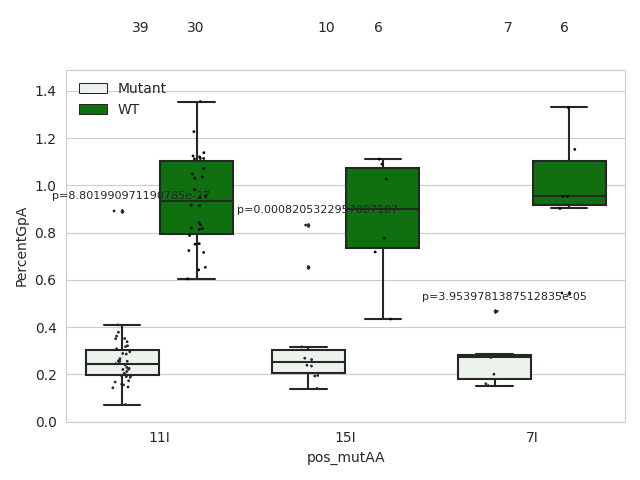 39 30 10 6 7 6
Mutant
WT
1.4
1.2
1.0
0.8
0.6
0.4
0.2
0.0
PercentGpA
p=8.801990971190785e-27
p=0.0008205322957087107
p=3.9539781387512835e-05
11I 15I 7I
pos_mutAA